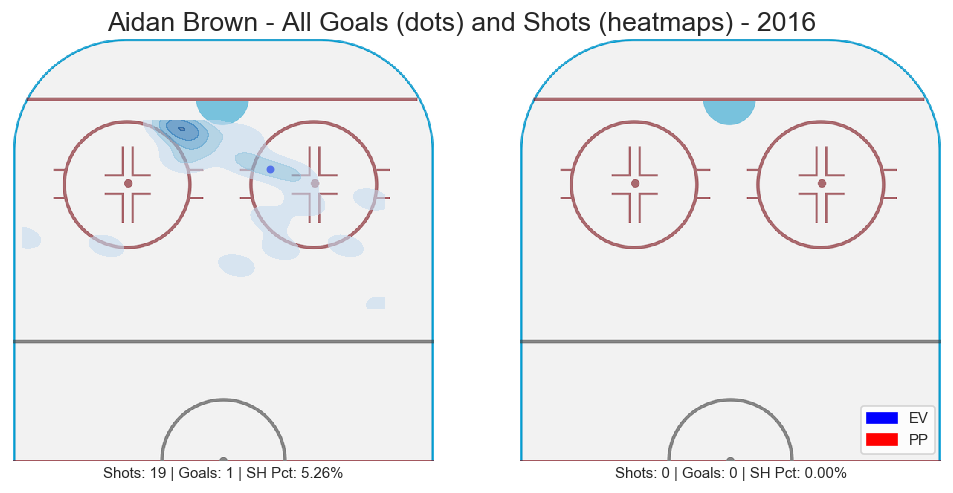 Aidan Brown - All Goals (dots) and Shots (heatmaps) - 2016
EV
PP
Shots: 19 | Goals: 1 | SH Pct: 5.26%
Shots: 0 | Goals: 0 | SH Pct: 0.00%